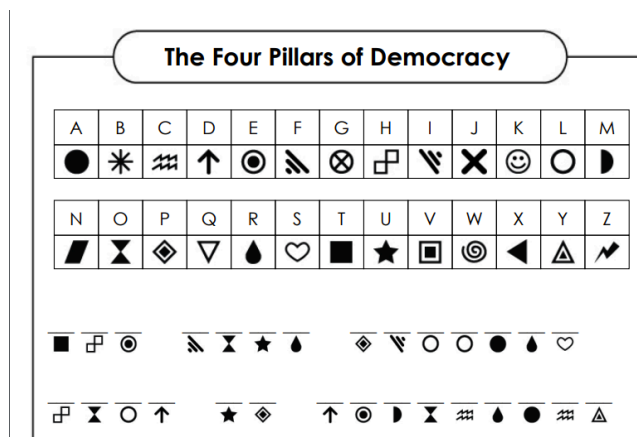 The Four Pillars of Democracy
A B C D E F G H I J K L M
N O P Q R S T U V W X Y Z